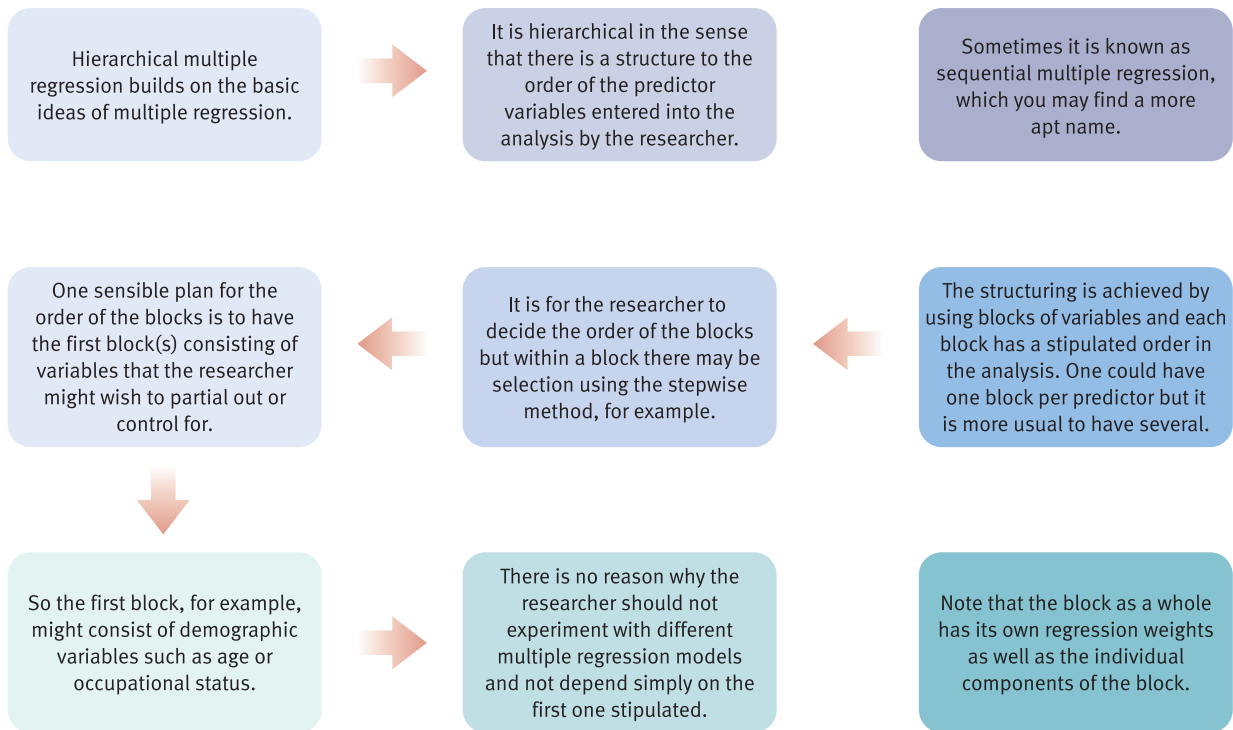 Hierarchical multiple
regression builds on the basic
ideas of multiple regression.
It is hierarchical in the sense
that there is a structure to the
order of the predictor
variables entered into the
analysis by the researcher.
Sometimes it is known as
sequential multiple regression,
which you may find a more
apt name.
The structuring is achieved by
using blocks of variables and each
block has a stipulated order in
the analysis. One could have
one block per predictor but it
is more usual to have several.
It is for the researcher to
decide the order of the blocks
but within a block there may be
selection using the stepwise
method, for example.
One sensible plan for the
order of the blocks is to have
the first block(s) consisting of
variables that the researcher
might wish to partial out or
control for.
So the first block, for example,
might consist of demographic
variables such as age or
occupational status.
There is no reason why the
researcher should not
experiment with different
multiple regression models
and not depend simply on the
first one stipulated.
Note that the block as a whole
has its own regression weights
as well as the individual
components of the block.